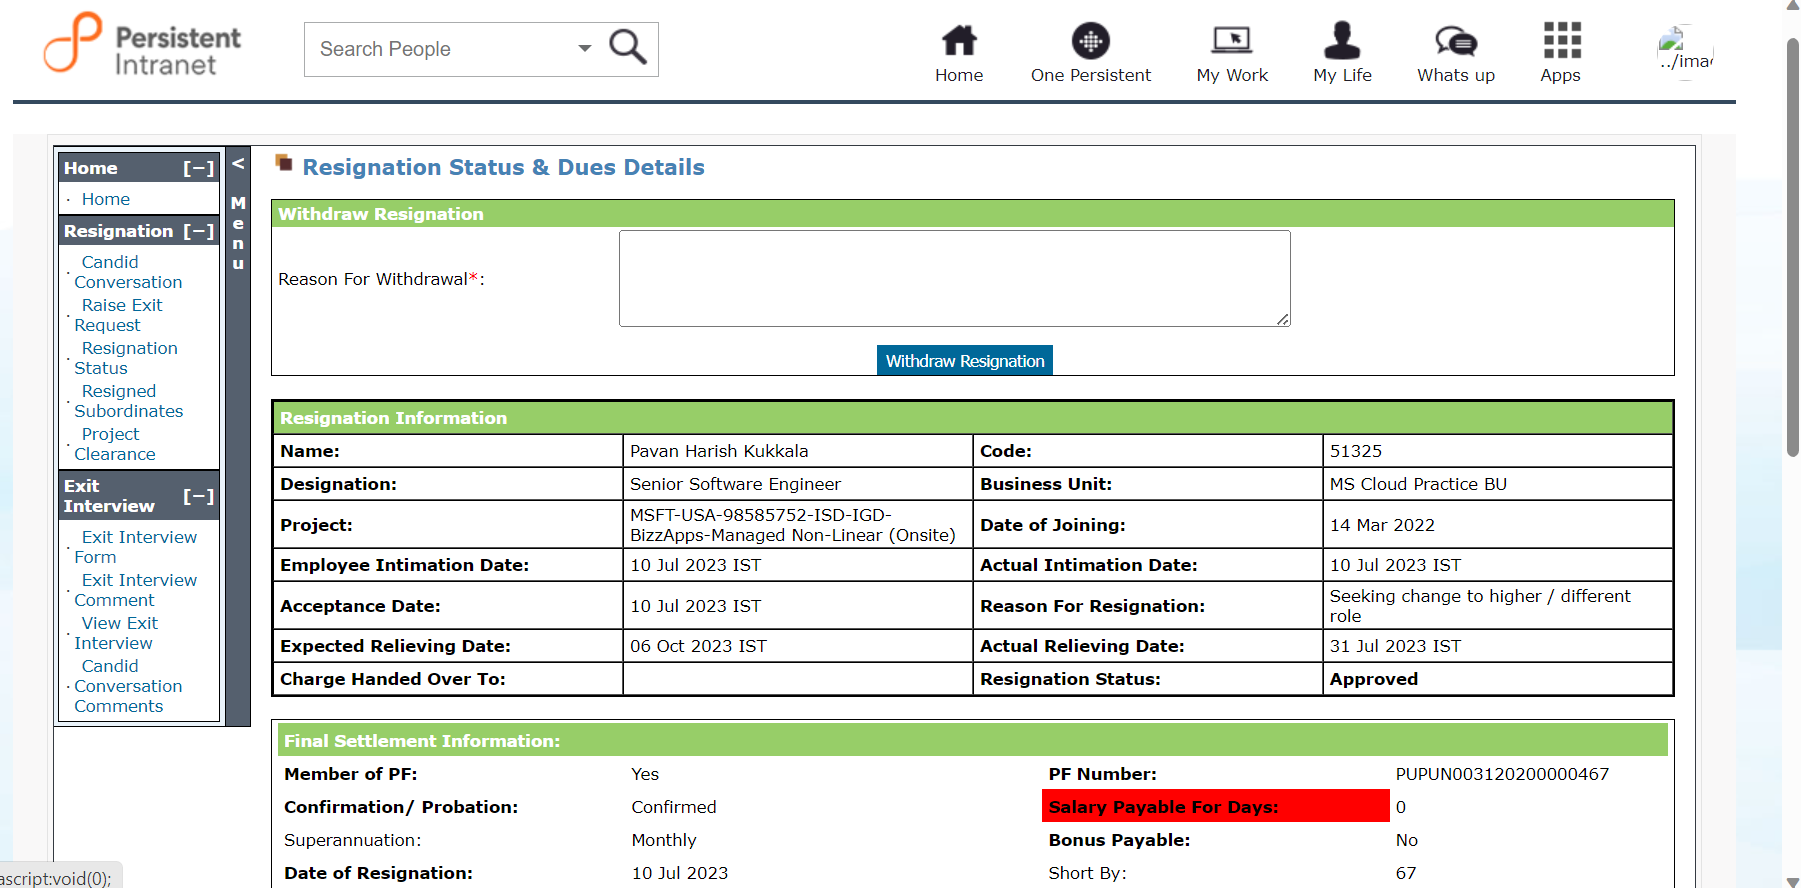 Persistent
Intranet
Search People
Home
One Persistent
My Work
My Life
Whats up
Apps
../imag
Home [−]
· Home
Resignation [−]
· Candid
Conversation
· Raise Exit
Request
· Resignation
Status
· Resigned
Subordinates
· Project
Clearance
Exit
Interview [−]
· Exit Interview
Form
· Exit Interview
Comment
· View Exit
Interview
· Candid
Conversation
Comments
<
M
e
n
u
Resignation Status & Dues Details
Withdraw Resignation
Reason For Withdrawal*:
Withdraw Resignation
Resignation Information
Name: Pavan Harish Kukkala Code: 51325
Designation: Senior Software Engineer Business Unit: MS Cloud Practice BU
Project: MSFT-USA-98585752-ISD-IGD-
BizzApps-Managed Non-Linear (Onsite) Date of Joining: 14 Mar 2022
Employee Intimation Date: 10 Jul 2023 IST Actual Intimation Date: 10 Jul 2023 IST
Acceptance Date: 10 Jul 2023 IST Reason For Resignation: Seeking change to higher / different
role
Expected Relieving Date: 06 Oct 2023 IST Actual Relieving Date: 31 Jul 2023 IST
Charge Handed Over To: Resignation Status: Approved
Final Settlement Information:
Member of PF: Yes PF Number: PUPUN003120200000467
Confirmation/ Probation: Confirmed Salary Payable For Days: 0
Superannuation: Monthly Bonus Payable: No
Date of Resignation: 10 Jul 2023 Short By: 67
ascript:void(0);